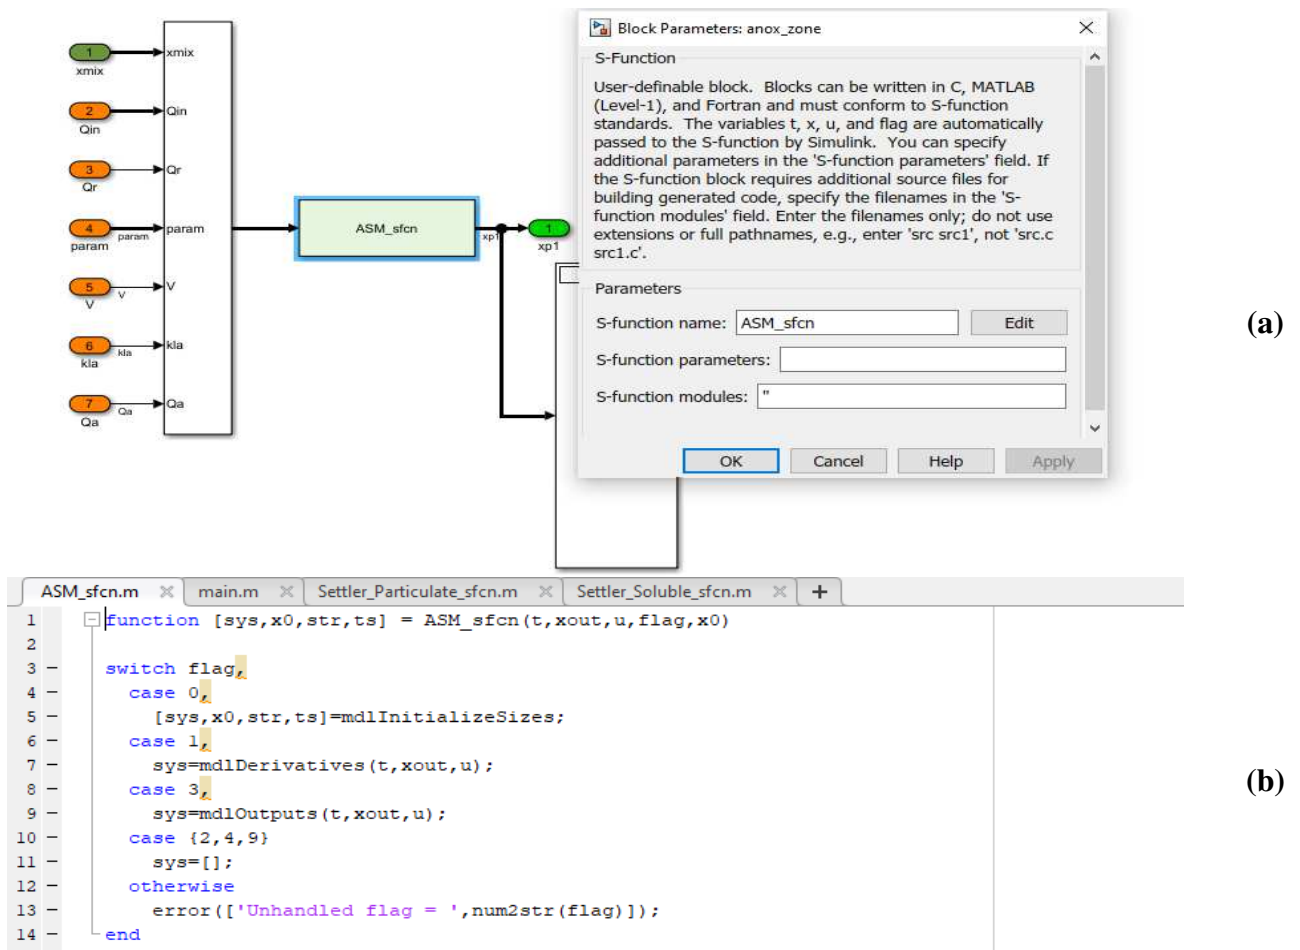 1
xmix
xmix
2
Qin
Qin
3
Qr
Qr
4
param
param
param
5
V
V
V
6
kla
kla
kla
7
Qa
Qa
Qa
ASM_sfcn
xp1
1
xp1
Block Parameters: anox_zone
S-Function
User-definable block.  Blocks can be written in C, MATLAB
(Level-1), and Fortran and must conform to S-function
standards.  The variables t, x, u, and flag are automatically
passed to the S-function by Simulink.  You can specify
additional parameters in the 'S-function parameters' field. If
the S-function block requires additional source files for
building generated code, specify the filenames in the 'S-
function modules' field. Enter the filenames only; do not use
extensions or full pathnames, e.g., enter 'src src1', not 'src.c
src1.c'.
Parameters
S-function name: ASM_sfcn Edit
S-function parameters:
S-function modules: ''
OK Cancel Help Apply
(a)
ASM_sfcn.m main.m Settler_Particulate_sfcn.m Settler_Soluble_sfcn.m +
1 function [sys,x0,str,ts] = ASM_sfcn(t,xout,u,flag,x0)
2
3 - switch flag,
4 - case 0,
5 - [sys,x0,str,ts]=mdlInitializeSizes;
6 - case 1,
7 - sys=mdlDerivatives(t,xout,u);
8 - case 3,
9 - sys=mdlOutputs(t,xout,u);
10 - case {2,4,9}
11 - sys=[];
12 - otherwise
13 - error(['Unhandled flag = ',num2str(flag)]);
14 - end
(b)